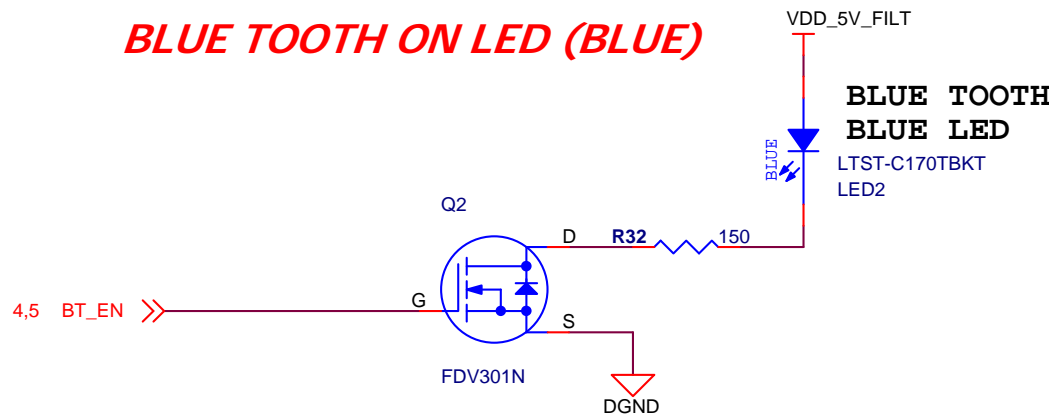 BLUE TOOTH ON LED (BLUE)
VDD_5V_FILT
BLUE TOOTH
BLUE LED
BLUE
LTST-C170TBKT
LED2
Q2
D
R32
150
4,5 BT_EN
G
S
FDV301N
DGND